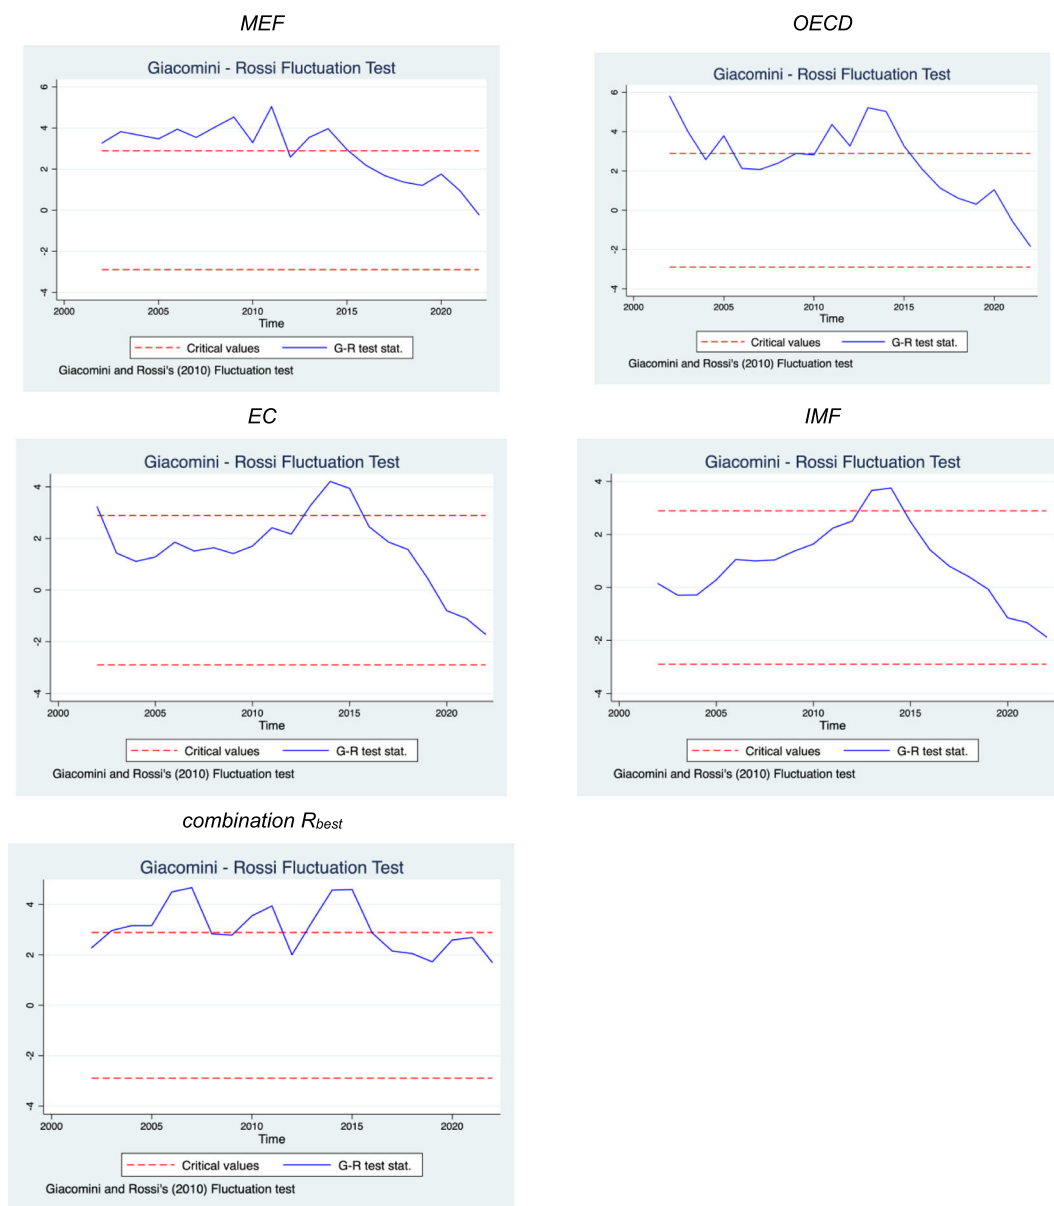 MEF
Giacomini - Rossi Fluctuation Test
6
4
2
0
-2
-4
2000 2005 2010 2015 2020
Time
Critical values G-R test stat.
Giacomini and Rossi's (2010) Fluctuation test
OECD
Giacomini - Rossi Fluctuation Test
6
4
2
0
-2
-4
2000 2005 2010 2015 2020
Time
Critical values G-R test stat.
Giacomini and Rossi's (2010) Fluctuation test
EC
Giacomini - Rossi Fluctuation Test
4
2
0
-2
-4
2000 2005 2010 2015 2020
Time
Critical values G-R test stat.
Giacomini and Rossi's (2010) Fluctuation test
IMF
Giacomini - Rossi Fluctuation Test
4
2
0
-2
-4
2000 2005 2010 2015 2020
Time
Critical values G-R test stat.
Giacomini and Rossi's (2010) Fluctuation test
combination Rbest
Giacomini - Rossi Fluctuation Test
4
2
0
-2
-4
2000 2005 2010 2015 2020
Time
Critical values G-R test stat.
Giacomini and Rossi's (2010) Fluctuation test